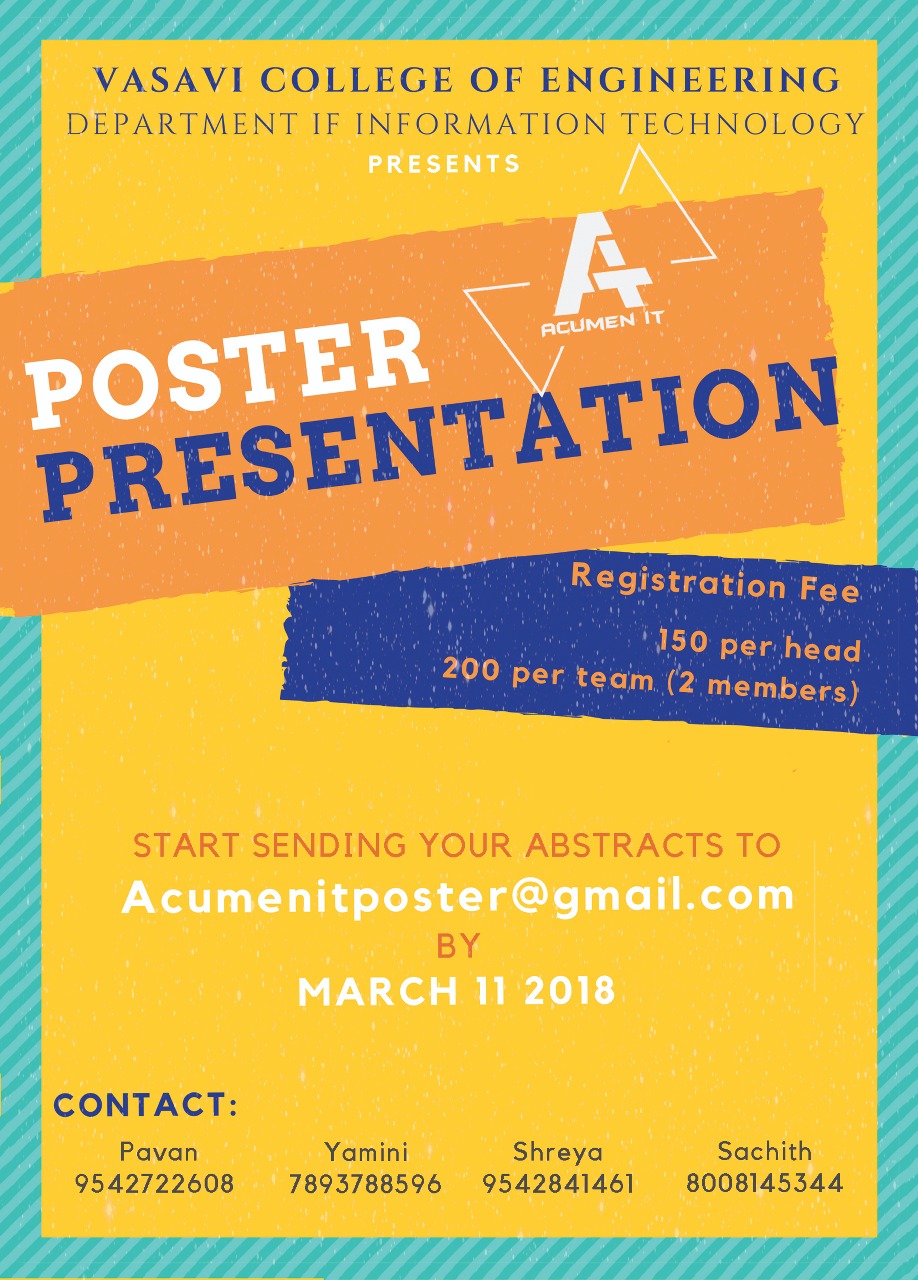 VASAVI COLLEGE OF ENGINEERING
DEPARTMENT IF INFORMATION TECHNOLOGY
PRESENTS
ACUMEN IT
POSTER
PRESENTATION
Registration Fee
150 per head
200 per team (2 members)
START SENDING YOUR ABSTRACTS TO
Acumenitposter@gmail.com
BY
MARCH 11 2018
CONTACT:
Pavan Yamini Shreya Sachith
9542722608 7893788596 9542841461 8008145344